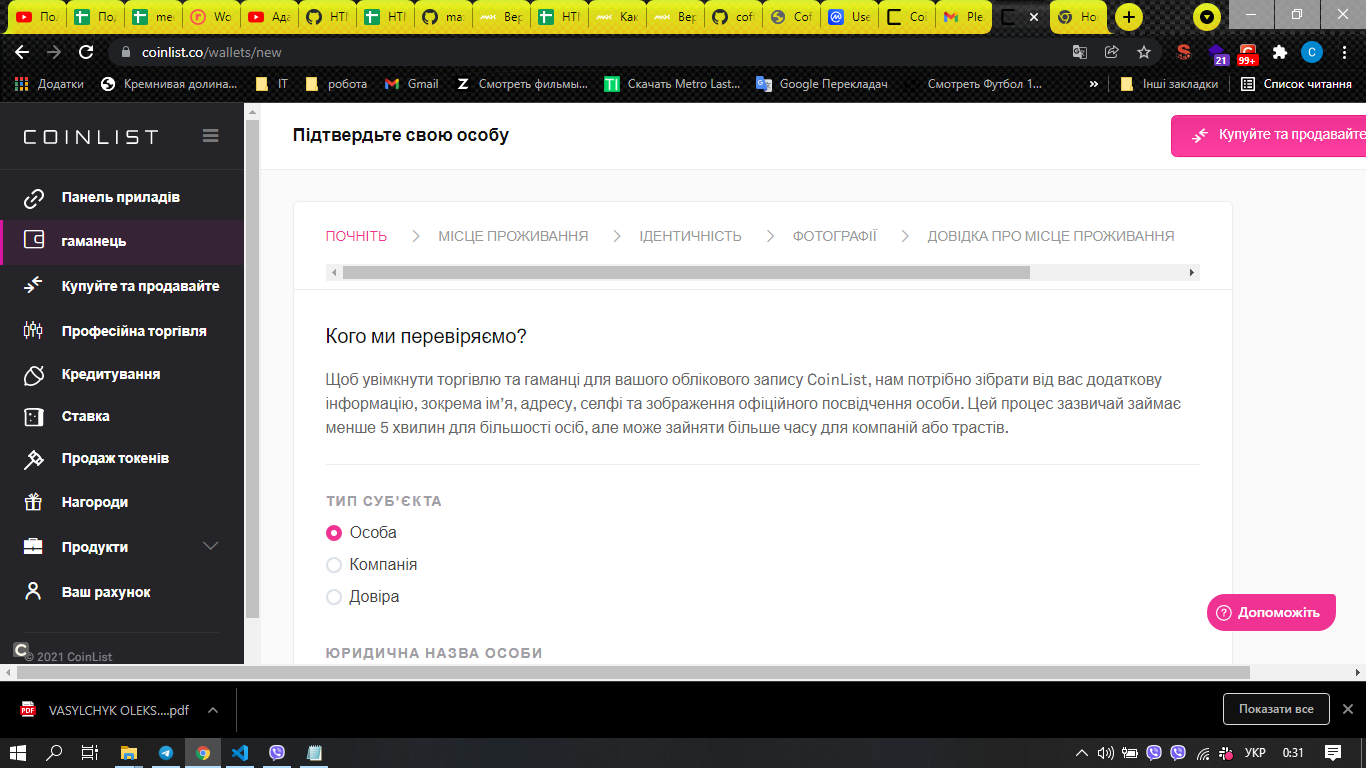 По.
По
me
Wo
Ада
HTI
HTI
ma
Вер
HTI
Как
Вер
cof
Cof
Use
Coi
Ple
Ho
coinlist.co/wallets/new
21
99+
C
Додатки
Кремнивая долина...
IT
робота
Gmail
Смотреть фильмы...
Скачать Metro Last...
Google Перекладач
Смотреть Футбол 1...
»
Інші закладки
Список читання
COINLIST
Підтвердьте свою особу
Купуйте та продавайте
Панель приладів
гаманець
Купуйте та продавайте
Професійна торгівля
Кредитування
Ставка
Продаж токенів
Нагороди
Продукти
Ваш рахунок
© 2021 CoinList
ПОЧНІТЬ
МІСЦЕ ПРОЖИВАННЯ
ІДЕНТИЧНІСТЬ
ФОТОГРАФІЇ
ДОВІДКА ПРО МІСЦЕ ПРОЖИВАННЯ
Кого ми перевіряємо?
Щоб увімкнути торгівлю та гаманці для вашого облікового запису CoinList, нам потрібно зібрати від вас додаткову
інформацію, зокрема ім’я, адресу, селфі та зображення офіційного посвідчення особи. Цей процес зазвичай займає
менше 5 хвилин для більшості осіб, але може зайняти більше часу для компаній або трастів.
ТИП СУБ’ЄКТА
Особа
Компанія
Довіра
ЮРИДИЧНА НАЗВА ОСОБИ
Допоможіть
VASYLCHYK OLEKS....pdf
Показати все
УКР
0:31